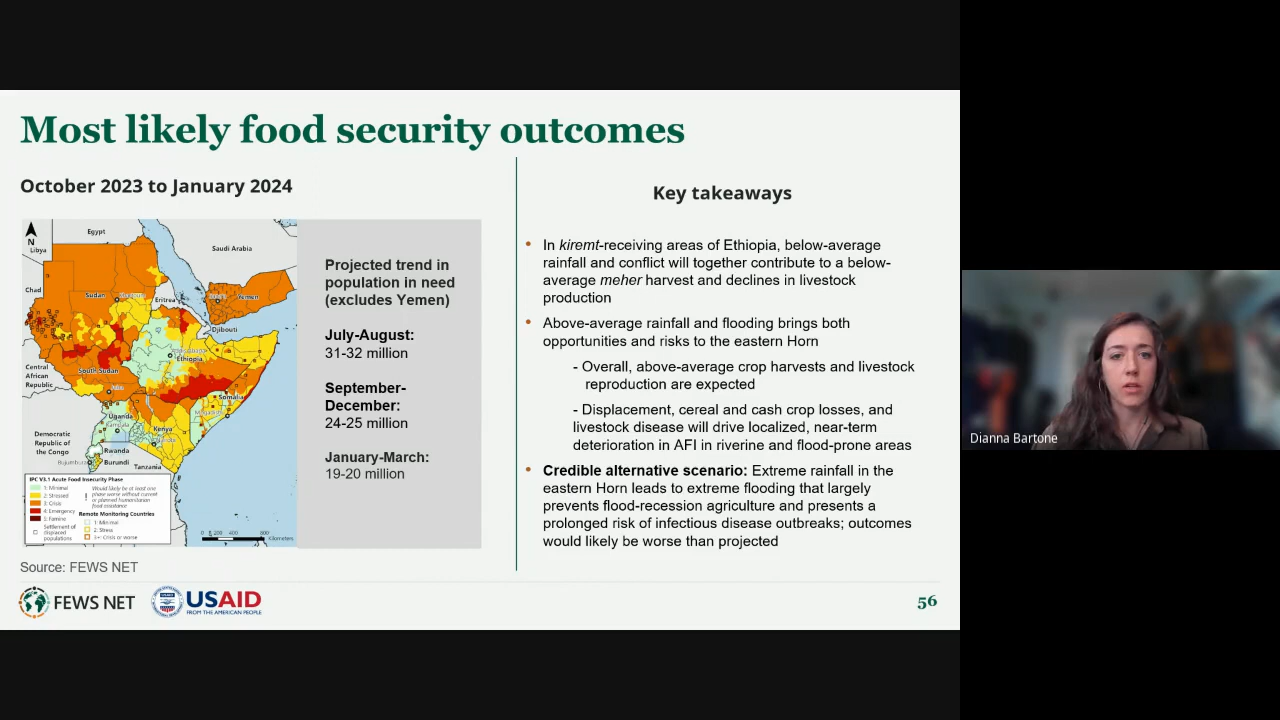 Most likely food security outcomes
October 2023 to January 2024
N
Libya
Egypt
Saudi Arabia
Chad
Sudan
Eritrea
Yemen
Djibouti
Central
African
Republic
South Sudan
Ethiopia
Somalia
Uganda
Kampala
Kenya
Democratic
Republic of
the Congo
Rwanda
Bujumbura
Burundi
Tanzania
IPC V3.1 Acute Food Insecurity Phase
1: Minimal
2: Stressed
3: Crisis
4: Emergency
5: Famine
Settlement of
displaced
populations
!
Would likely be at least one
phase worse without current
or planned humanitarian
food assistance
Remote Monitoring Countries
1: Minimal
2: Stress
3+: Crisis or worse
0 200 400 800
Kilometers
Projected trend in
population in need
(excludes Yemen)
July-August:
31-32 million
September-
December:
24-25 million
January-March:
19-20 million
Source: FEWS NET
Key takeaways
• In kiremt-receiving areas of Ethiopia, below-average
rainfall and conflict will together contribute to a below-
average meher harvest and declines in livestock
production
• Above-average rainfall and flooding brings both
opportunities and risks to the eastern Horn
- Overall, above-average crop harvests and livestock
reproduction are expected
- Displacement, cereal and cash crop losses, and
livestock disease will drive localized, near-term
deterioration in AFI in riverine and flood-prone areas
• Credible alternative scenario: Extreme rainfall in the
eastern Horn leads to extreme flooding that largely
prevents flood-recession agriculture and presents a
prolonged risk of infectious disease outbreaks; outcomes
would likely be worse than projected
FEWS NET
USAID
FROM THE AMERICAN PEOPLE
56
Dianna Bartone